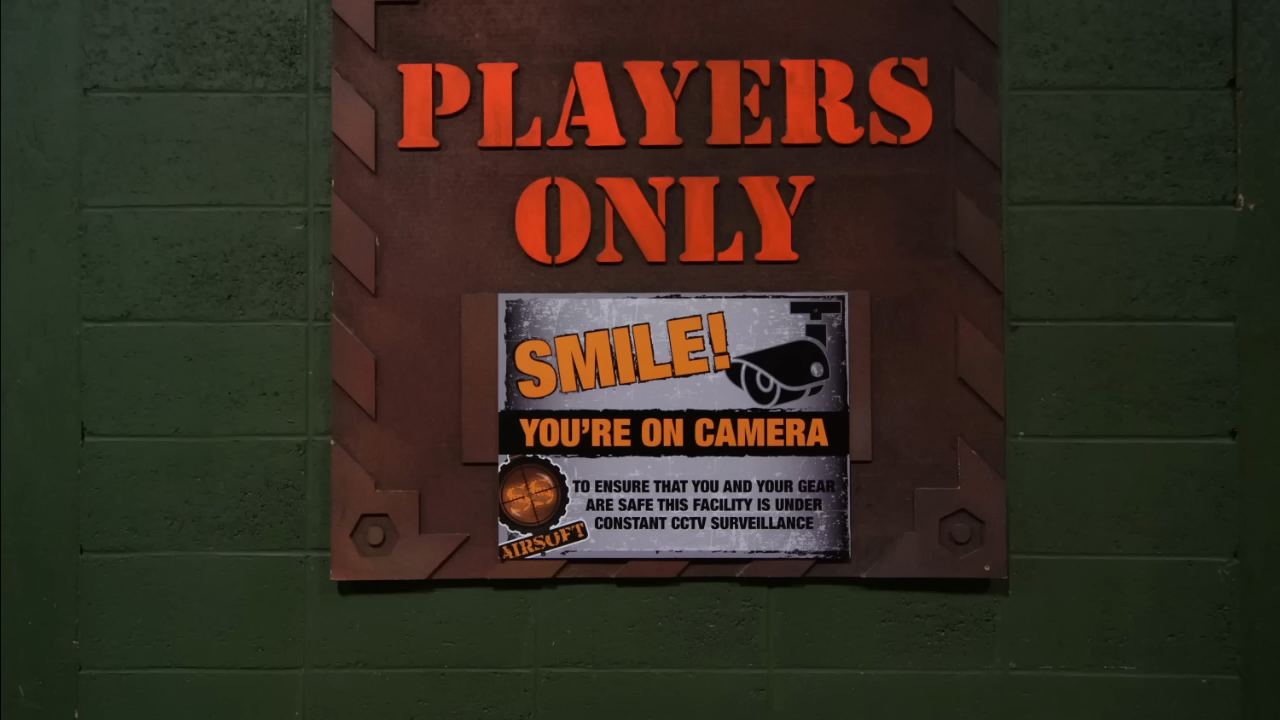 PLAYERS
ONLY
SMILE!
YOU'RE ON CAMERA
TO ENSURE THAT YOU AND YOUR GEAR
ARE SAFE THIS FACILITY IS UNDER
CONSTANT CCTV SURVEILLANCE
AIRSOFT